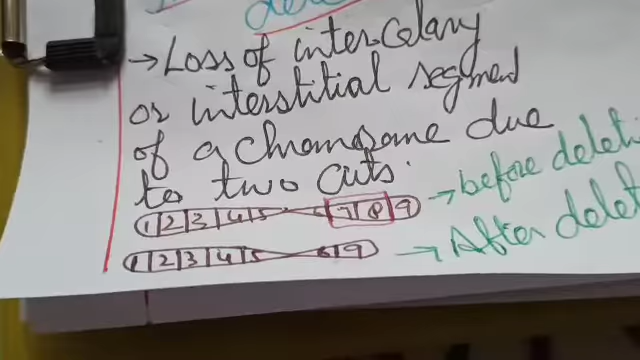 → Loss of intercelary
or interstitial segment
of a chromosome due
to two cuts.
1 2 3 4 5 6 7 8 9 → before deleti
1 2 3 4 5 6 9 → After delet